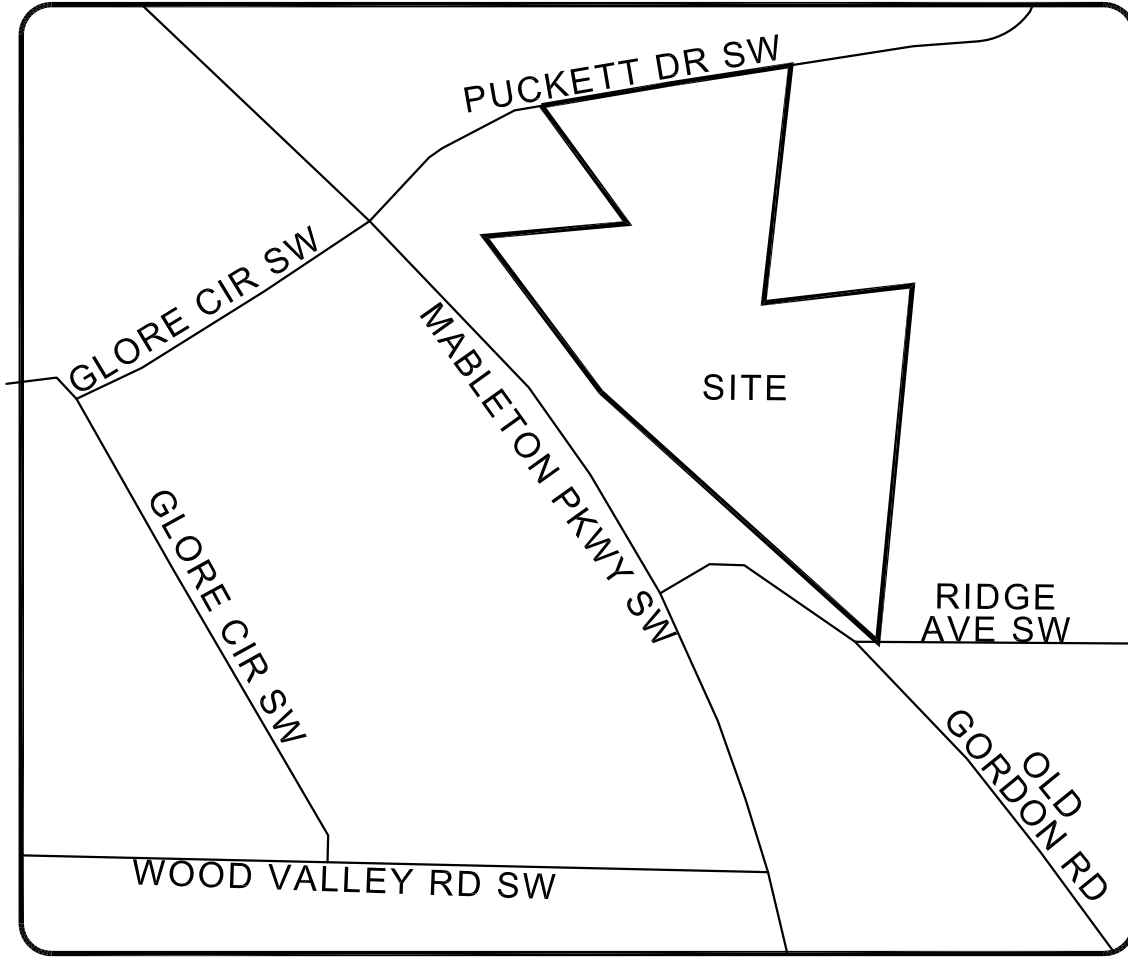 PUCKETT DR SW
GLORE CIR SW
MABLETON PKWY SW
SITE
GLORE CIR SW
RIDGE
AVE SW
OLD
GORDON RD
WOOD VALLEY RD SW